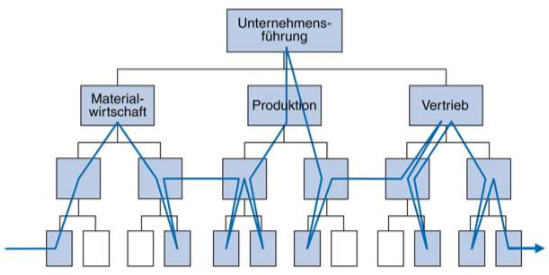 Unternehmens-
führung
Material-
wirtschaft
Produktion
Vertrieb